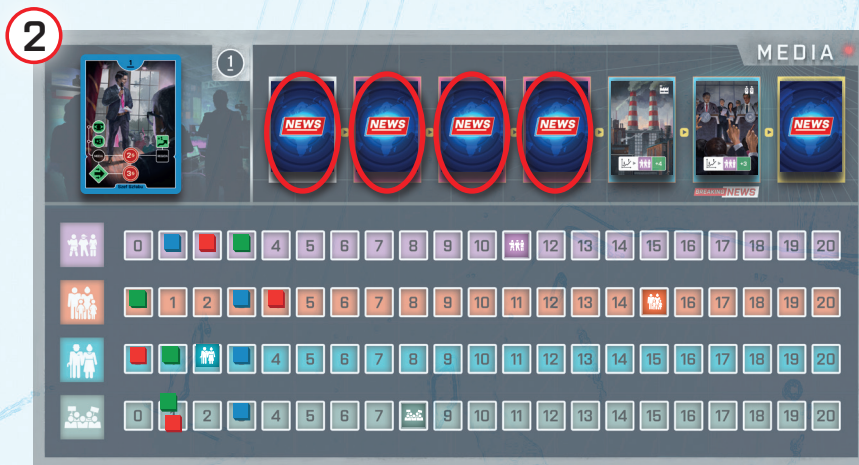 2
MEDIA
1
1
NEWS
NEWS
NEWS
NEWS
NEWS
2
3
+4
+3
BREAKING NEWS
0 4 5 6 7 8 9 10 12 13 14 15 16 17 18 19 20
1 2 5 6 7 8 9 10 11 12 13 14 16 17 18 19 20
4 5 6 7 8 9 10 11 12 13 14 15 16 17 18 19 20
0 2 4 5 6 7 9 10 11 12 13 14 15 16 17 18 19 20